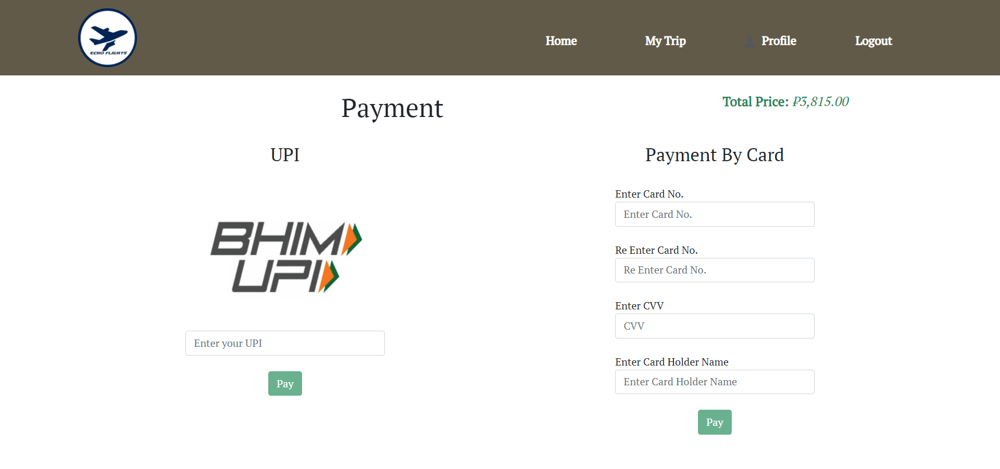 ECHO FLIGHTS
Home
My Trip
Profile
Logout
Payment
Total Price: ₽3,815.00
UPI
BHIM
UPI
Enter your UPI
Pay
Payment By Card
Enter Card No.
Enter Card No.
Re Enter Card No.
Re Enter Card No.
Enter CVV
CVV
Enter Card Holder Name
Enter Card Holder Name
Pay